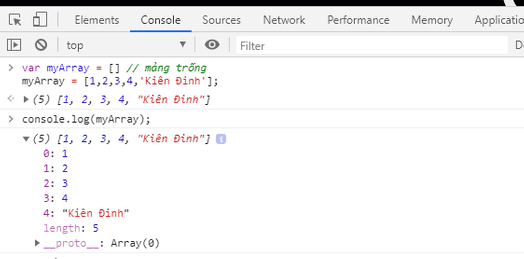 Elements Console Sources Network Performance Memory Application
top ▼ Filter De
> var myArray = [] // mảng trống
myArray = [1,2,3,4,'Kiên Đinh'];
<· ▶ (5) [1, 2, 3, 4, "Kiên Đinh"]
> console.log(myArray);
▼ (5) [1, 2, 3, 4, "Kiên Đinh"] i
0: 1
1: 2
2: 3
3: 4
4: "Kiên Đinh"
length: 5
▶ __proto__: Array(0)